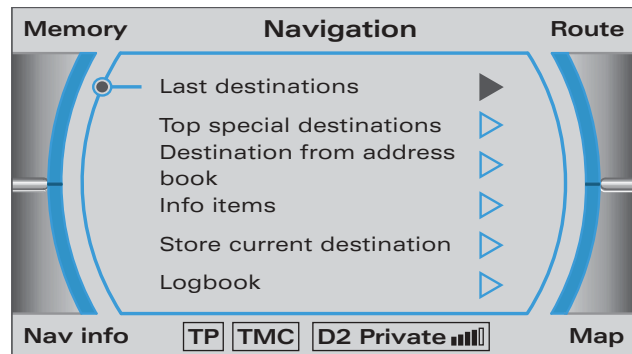 Memory Navigation Route
Last destinations
Top special destinations
Destination from address
book
Info items
Store current destination
Logbook
Nav info TP TMC D2 Private Map